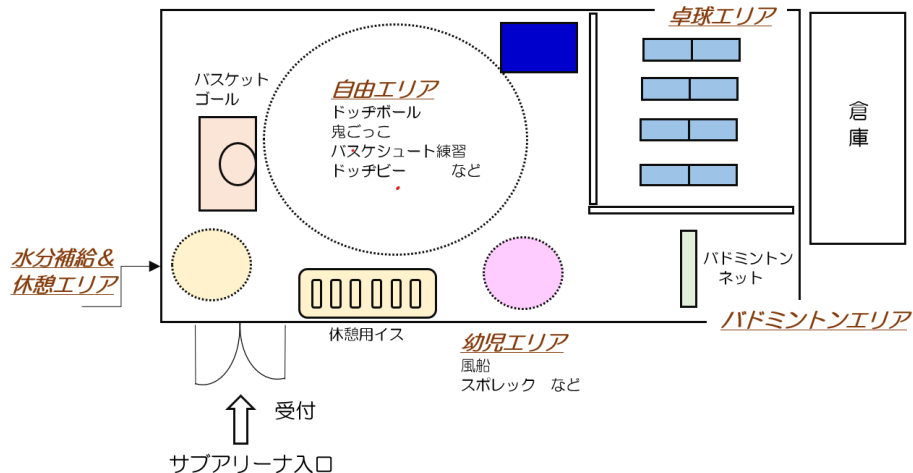 卓球エリア
バスケット
ゴール
自由エリア
ドッヂボール
鬼ごっこ
バスケシュート練習
ドッヂビー　　など
倉
庫
水分補給＆
休憩エリア
バドミントン
ネット
バドミントンエリア
休憩用イス
幼児エリア
風船
スポレック　など
受付
サブアリーナ入口